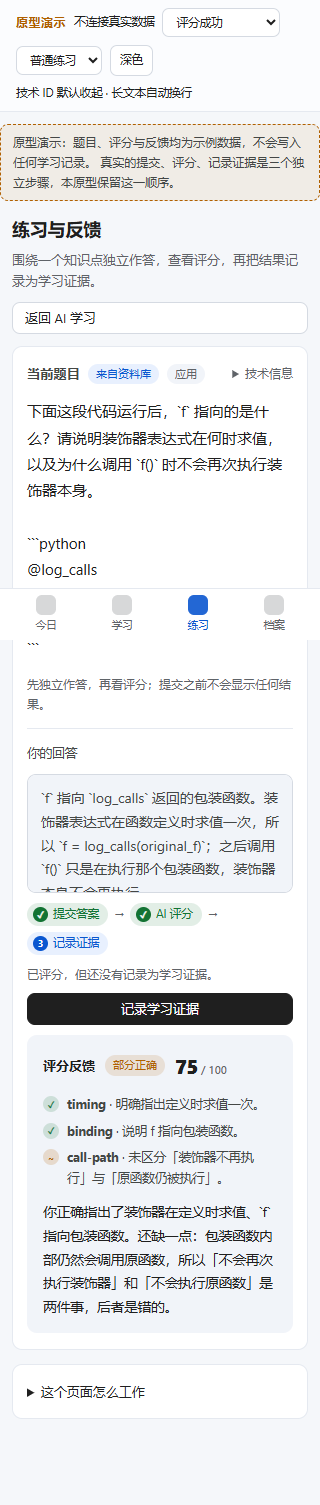 原型演示 不连接真实数据 评分成功
普通练习 深色
技术 ID 默认收起 · 长文本自动换行
原型演示：题目、评分与反馈均为示例数据，不会写入
任何学习记录。 真实的提交、评分、记录证据是三个独
立步骤，本原型保留这一顺序。
练习与反馈
围绕一个知识点独立作答，查看评分，再把结果记
录为学习证据。
返回 AI 学习
当前题目 来自资料库 应用 ▶ 技术信息
下面这段代码运行后，`f` 指向的是什
么？请说明装饰器表达式在何时求值，
以及为什么调用 `f()` 时不会再次执行装
饰器本身。
```python
@log_calls
今日 学习 练习 档案
```
先独立作答，再看评分；提交之前不会显示任何结
果。
你的回答
`f` 指向 `log_calls` 返回的包装函数。装
饰器表达式在函数定义时求值一次，所
以 `f = log_calls(original_f)`；之后调用
`f()` 只是在执行那个包装函数，装饰器
本身不会再执行
✓ 提交答案 → ✓ AI 评分 →
3 记录证据
已评分，但还没有记录为学习证据。
记录学习证据
评分反馈 部分正确 75 / 100
✓ timing · 明确指出定义时求值一次。
✓ binding · 说明 f 指向包装函数。
~ call-path · 未区分「装饰器不再执
行」与「原函数仍被执行」。
你正确指出了装饰器在定义时求值、`f`
指向包装函数。还缺一点：包装函数内
部仍然会调用原函数，所以「不会再次
执行装饰器」和「不会执行原函数」是
两件事，后者是错的。
▶ 这个页面怎么工作